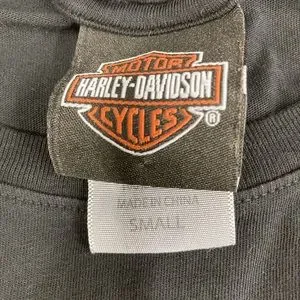 MOTOR
HARLEY-DAVIDSON
CYCLES
®
MADE IN CHINA
SMALL